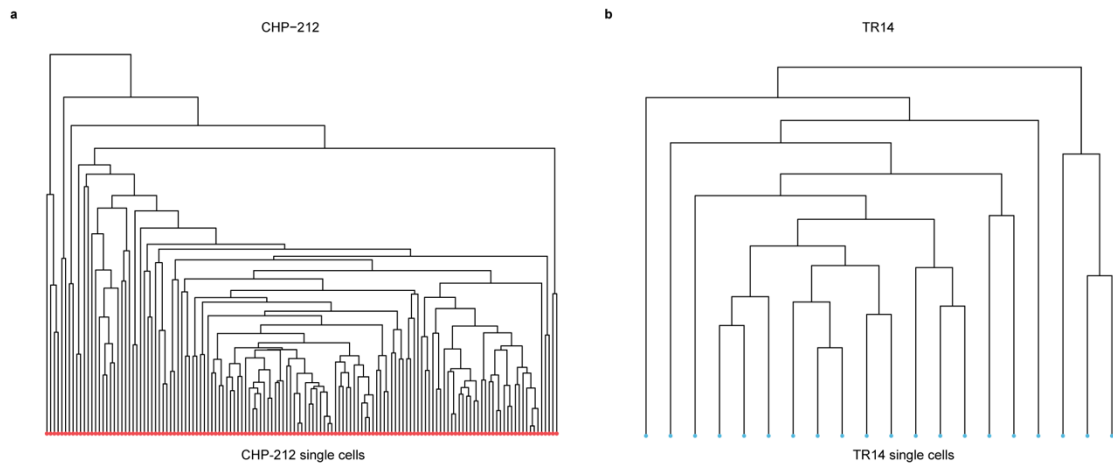 a
CHP−212
CHP-212 single cells
b
TR14
TR14 single cells